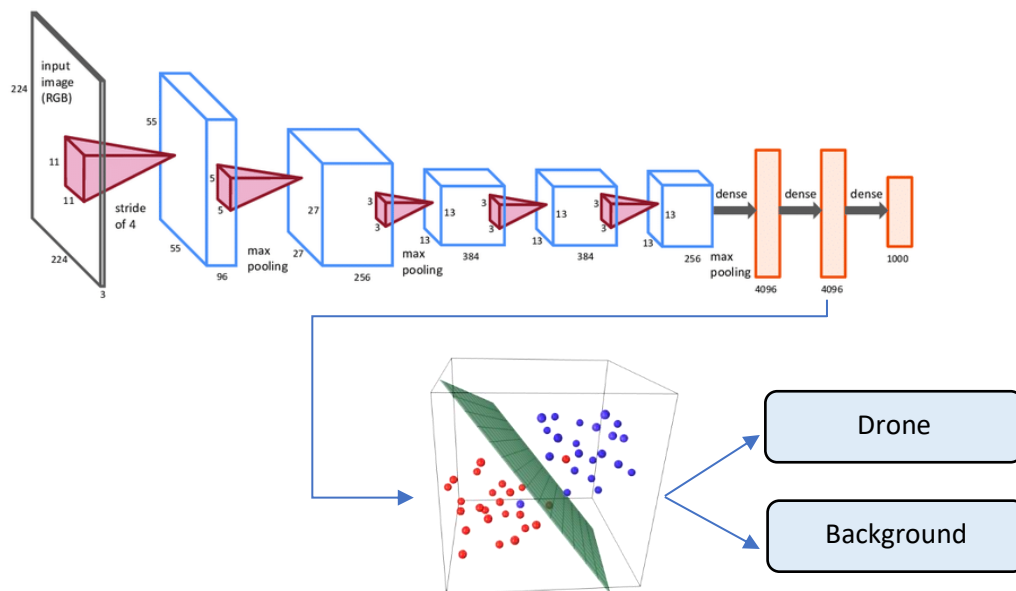 input
image
(RGB)
224
11
11
224
3
stride
of 4
55
55
96
5
5
max
pooling
27
27
256
3
3
max
pooling
13
13
384
3
3
13
13
384
3
3
13
13
256
max
pooling
dense
dense
dense
4096
4096
1000
Drone
Background